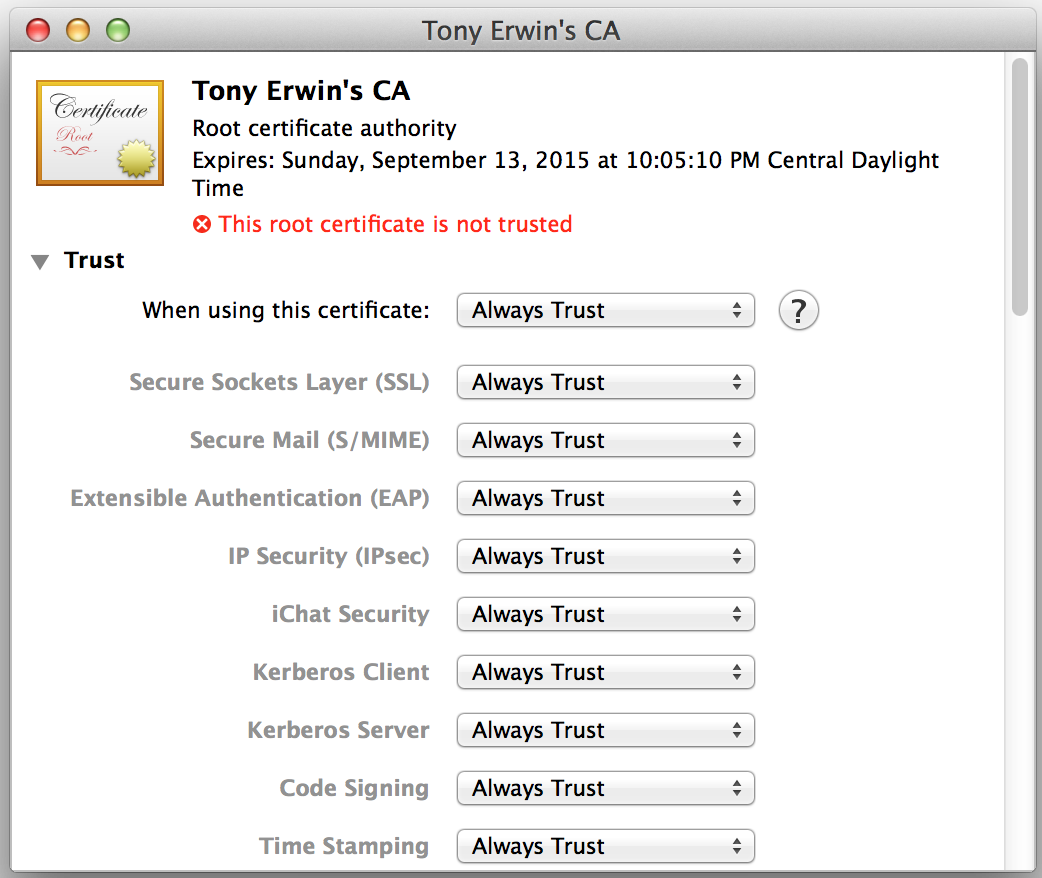 Tony Erwin's CA
Certificate
Root
Tony Erwin's CA
Root certificate authority
Expires: Sunday, September 13, 2015 at 10:05:10 PM Central Daylight
Time
This root certificate is not trusted
Trust
When using this certificate: Always Trust ?
Secure Sockets Layer (SSL) Always Trust
Secure Mail (S/MIME) Always Trust
Extensible Authentication (EAP) Always Trust
IP Security (IPsec) Always Trust
iChat Security Always Trust
Kerberos Client Always Trust
Kerberos Server Always Trust
Code Signing Always Trust
Time Stamping Always Trust